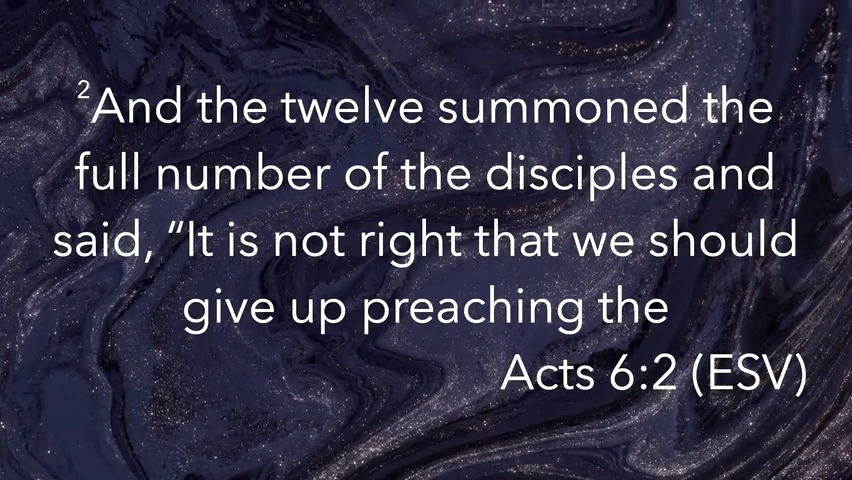 ²And the twelve summoned the
full number of the disciples and
said, “It is not right that we should
give up preaching the
Acts 6:2 (ESV)